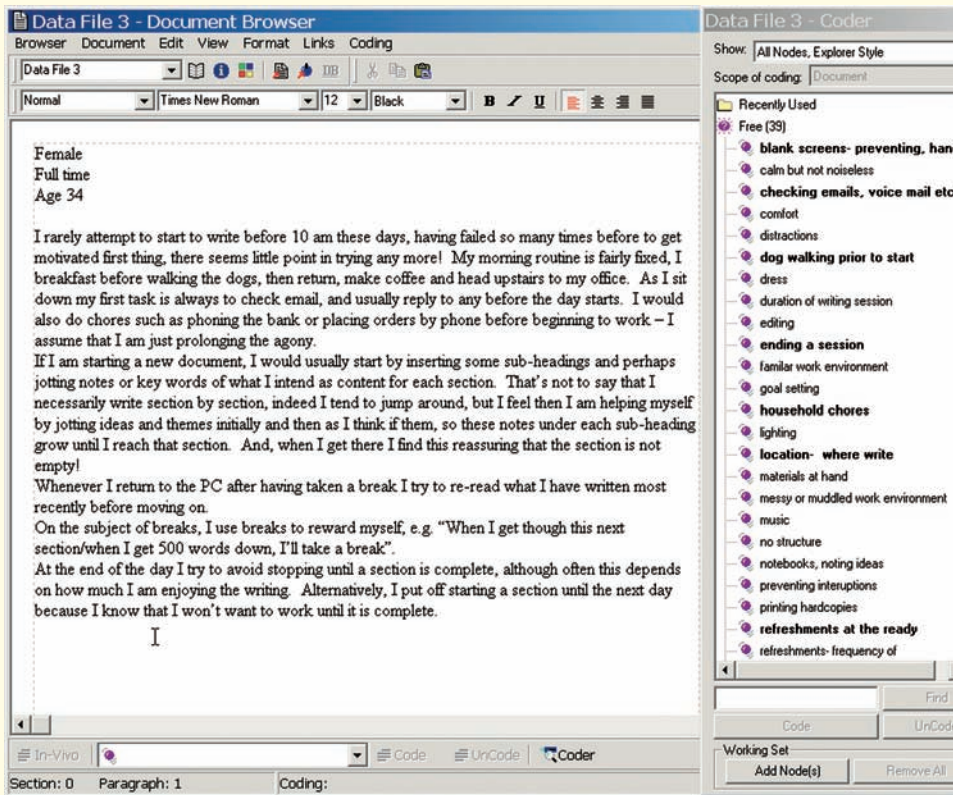 Data File 3 - Document Browser
Browser Document Edit View Format Links Coding
Data File 3
DB
Normal Times New Roman 12 Black B I U
Female
Full time
Age 34
I rarely attempt to start to write before 10 am these days, having failed so many times before to get
motivated first thing, there seems little point in trying any more! My morning routine is fairly fixed, I
breakfast before walking the dogs, then return, make coffee and head upstairs to my office. As I sit
down my first task is always to check email, and usually reply to any before the day starts. I would
also do chores such as phoning the bank or placing orders by phone before beginning to work – I
assume that I am just prolonging the agony.
If I am starting a new document, I would usually start by inserting some sub-headings and perhaps
jotting notes or key words of what I intend as content for each section. That's not to say that I
necessarily write section by section, indeed I tend to jump around, but I feel then I am helping myself
by jotting ideas and themes initially and then as I think if them, so these notes under each sub-heading
grow until I reach that section. And, when I get there I find this reassuring that the section is not
empty!
Whenever I return to the PC after having taken a break I try to re-read what I have written most
recently before moving on.
On the subject of breaks, I use breaks to reward myself, e.g. “When I get though this next
section/when I get 500 words down, I'll take a break”.
At the end of the day I try to avoid stopping until a section is complete, although often this depends
on how much I am enjoying the writing. Alternatively, I put off starting a section until the next day
because I know that I won't want to work until it is complete.
In-Vivo Code UnCode Coder
Section: 0 Paragraph: 1 Coding:
Data File 3 - Coder
Show: All Nodes, Explorer Style
Scope of coding: Document
Recently Used
Free (39)
blank screens- preventing, han
calm but not noiseless
checking emails, voice mail etc
comfort
distractions
dog walking prior to start
dress
duration of writing session
editing
ending a session
familar work environment
goal setting
household chores
lighting
location- where write
materials at hand
messy or muddled work environment
music
no structure
notebooks, noting ideas
preventing interuptions
printing hardcopies
refreshments at the ready
refreshments- frequency of
Find
Code UnCode
Working Set
Add Node(s) Remove All